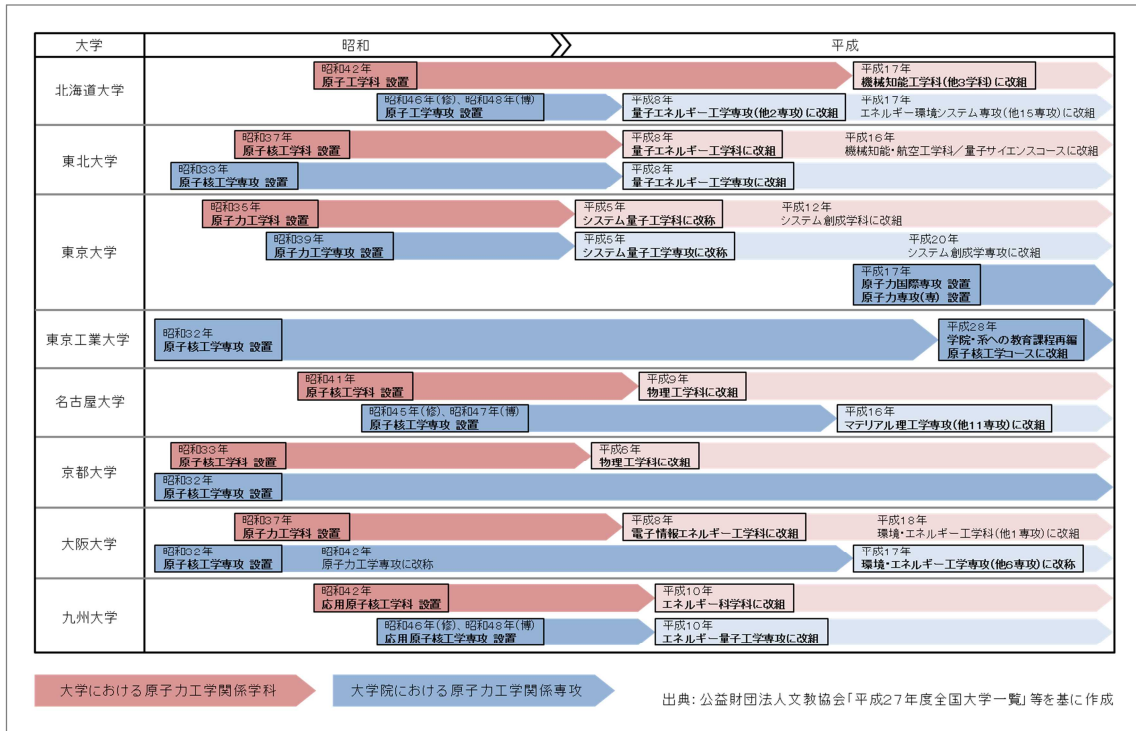 大学
昭和
平成
北海道大学
昭和42年
原子工学科 設置
平成17年
機械知能工学科(他3学科)に改組
昭和46年(修)、昭和48年(博)
原子工学専攻 設置
平成8年
量子エネルギー工学専攻(他2専攻)に改組
平成17年
エネルギー環境システム専攻(他15専攻)に改組
東北大学
昭和37年
原子核工学科 設置
平成8年
量子エネルギー工学科に改組
平成16年
機械知能・航空工学科/量子サイエンスコースに改組
昭和33年
原子核工学専攻 設置
平成8年
量子エネルギー工学専攻に改組
東京大学
昭和35年
原子力工学科 設置
平成5年
システム量子工学科に改称
平成12年
システム創成学科に改組
昭和39年
原子力工学専攻 設置
平成5年
システム量子工学専攻に改称
平成20年
システム創成学専攻に改組
平成17年
原子力国際専攻 設置
原子力専攻(専) 設置
東京工業大学
昭和32年
原子核工学専攻 設置
平成28年
学院・系への教育課程再編
原子核工学コースに改組
名古屋大学
昭和41年
原子核工学科 設置
平成9年
物理工学科に改組
昭和45年(修)、昭和47年(博)
原子核工学専攻 設置
平成16年
マテリアル理工学専攻(他11専攻)に改組
京都大学
昭和33年
原子核工学科 設置
平成6年
物理工学科に改組
昭和32年
原子核工学専攻 設置
大阪大学
昭和37年
原子力工学科 設置
平成8年
電子情報エネルギー工学科に改組
平成18年
環境・エネルギー工学科(他1専攻)に改組
昭和32年
原子核工学専攻 設置
昭和42年
原子力工学専攻に改称
平成17年
環境・エネルギー工学専攻(他6専攻)に改称
九州大学
昭和42年
応用原子核工学科 設置
平成10年
エネルギー科学科に改組
昭和46年(修)、昭和48年(博)
応用原子核工学専攻 設置
平成10年
エネルギー量子工学専攻に改組
大学における原子力工学関係学科
大学院における原子力工学関係専攻
出典:公益財団法人文教協会「平成27年度全国大学一覧」等を基に作成